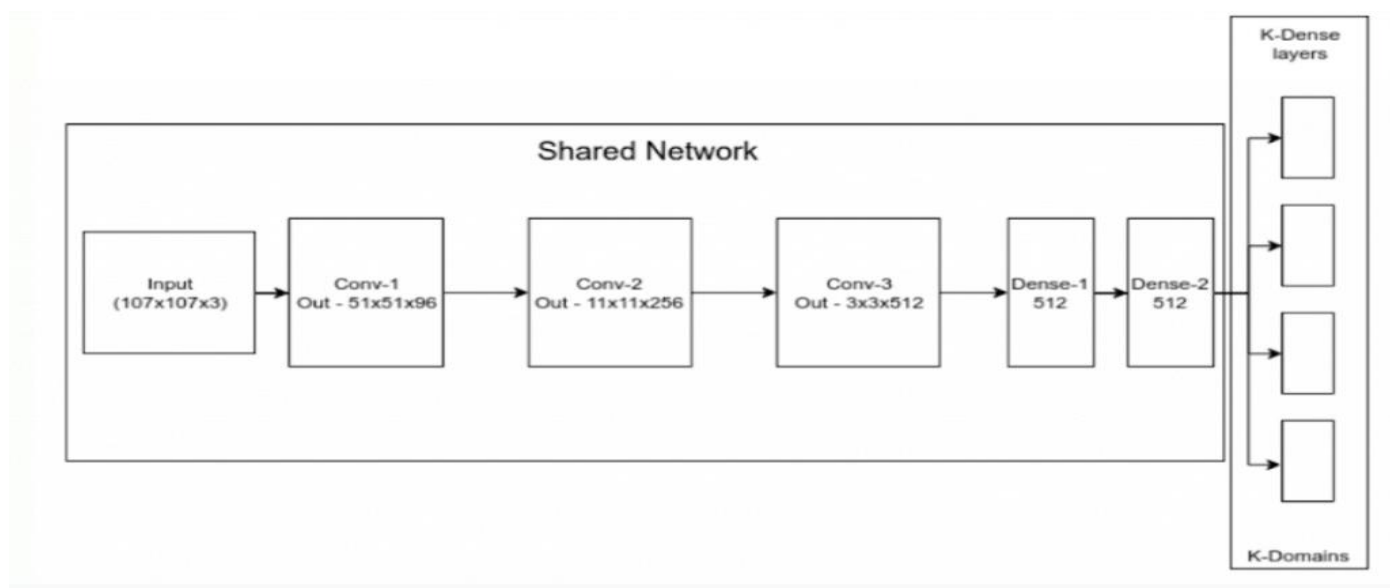 K-Dense
layers
Shared Network
Input
(107x107x3)
Conv-1
Out - 51x51x96
Conv-2
Out - 11x11x256
Conv-3
Out - 3x3x512
Dense-1
512
Dense-2
512
K-Domains